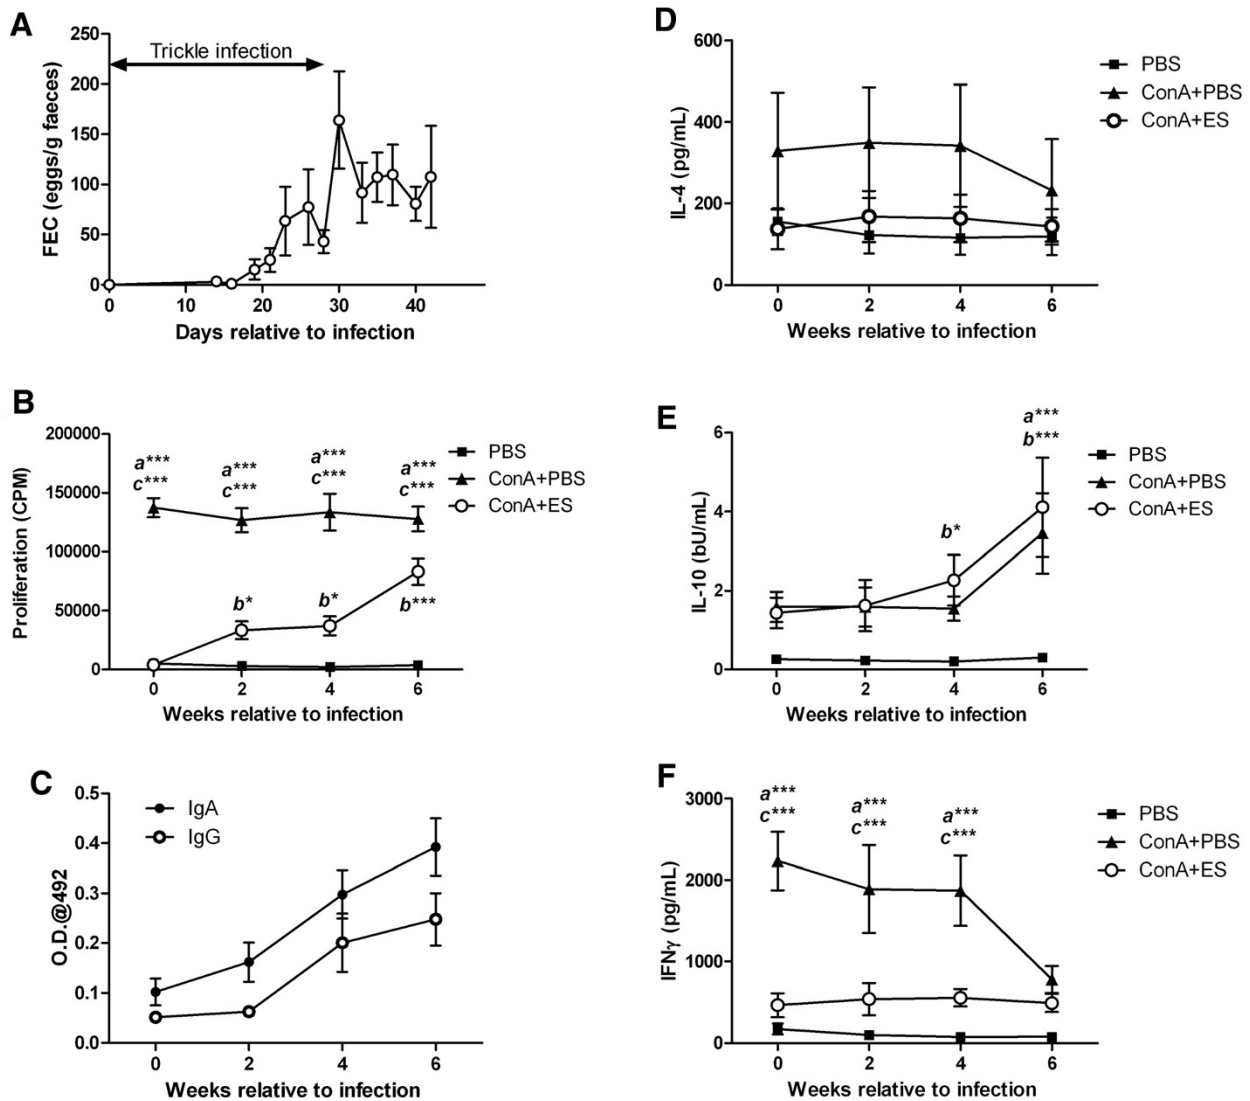 A
250
200
150
100
50
0
FEC (eggs/g faeces)
Trickle infection
0 10 20 30 40
Days relative to infection
B
200000
150000
100000
50000
0
Proliferation (CPM)
a*** a*** a*** a***
c*** c*** c*** c***
b* b* b***
PBS
ConA+PBS
ConA+ES
0 2 4 6
Weeks relative to infection
C
0.5
0.4
0.3
0.2
0.1
0.0
O.D.@492
IgA
IgG
0 2 4 6
Weeks relative to infection
D
600
400
200
0
IL-4 (pg/mL)
PBS
ConA+PBS
ConA+ES
0 2 4 6
Weeks relative to infection
E
6
4
2
0
IL-10 (bU/mL)
a***
b***
b*
PBS
ConA+PBS
ConA+ES
0 2 4 6
Weeks relative to infection
F
3000
2000
1000
0
IFNγ (pg/mL)
a*** a*** a***
c*** c*** c***
PBS
ConA+PBS
ConA+ES
0 2 4 6
Weeks relative to infection